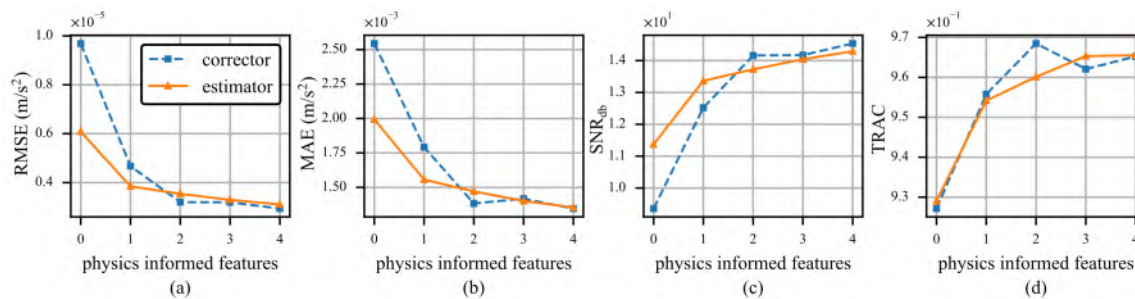 ×10⁻⁵
1.0
0.6
0.4
RMSE (m/s²)
corrector
estimator
0 1 2 3 4
physics informed features
(a)
×10⁻³
2.50
2.25
2.00
1.75
1.50
MAE (m/s²)
0 1 2 3 4
physics informed features
(b)
×10¹
1.4
1.3
1.2
1.1
1.0
SNR_db
0 1 2 3 4
physics informed features
(c)
×10⁻¹
9.7
9.6
9.5
9.4
9.3
TRAC
0 1 2 3 4
physics informed features
(d)